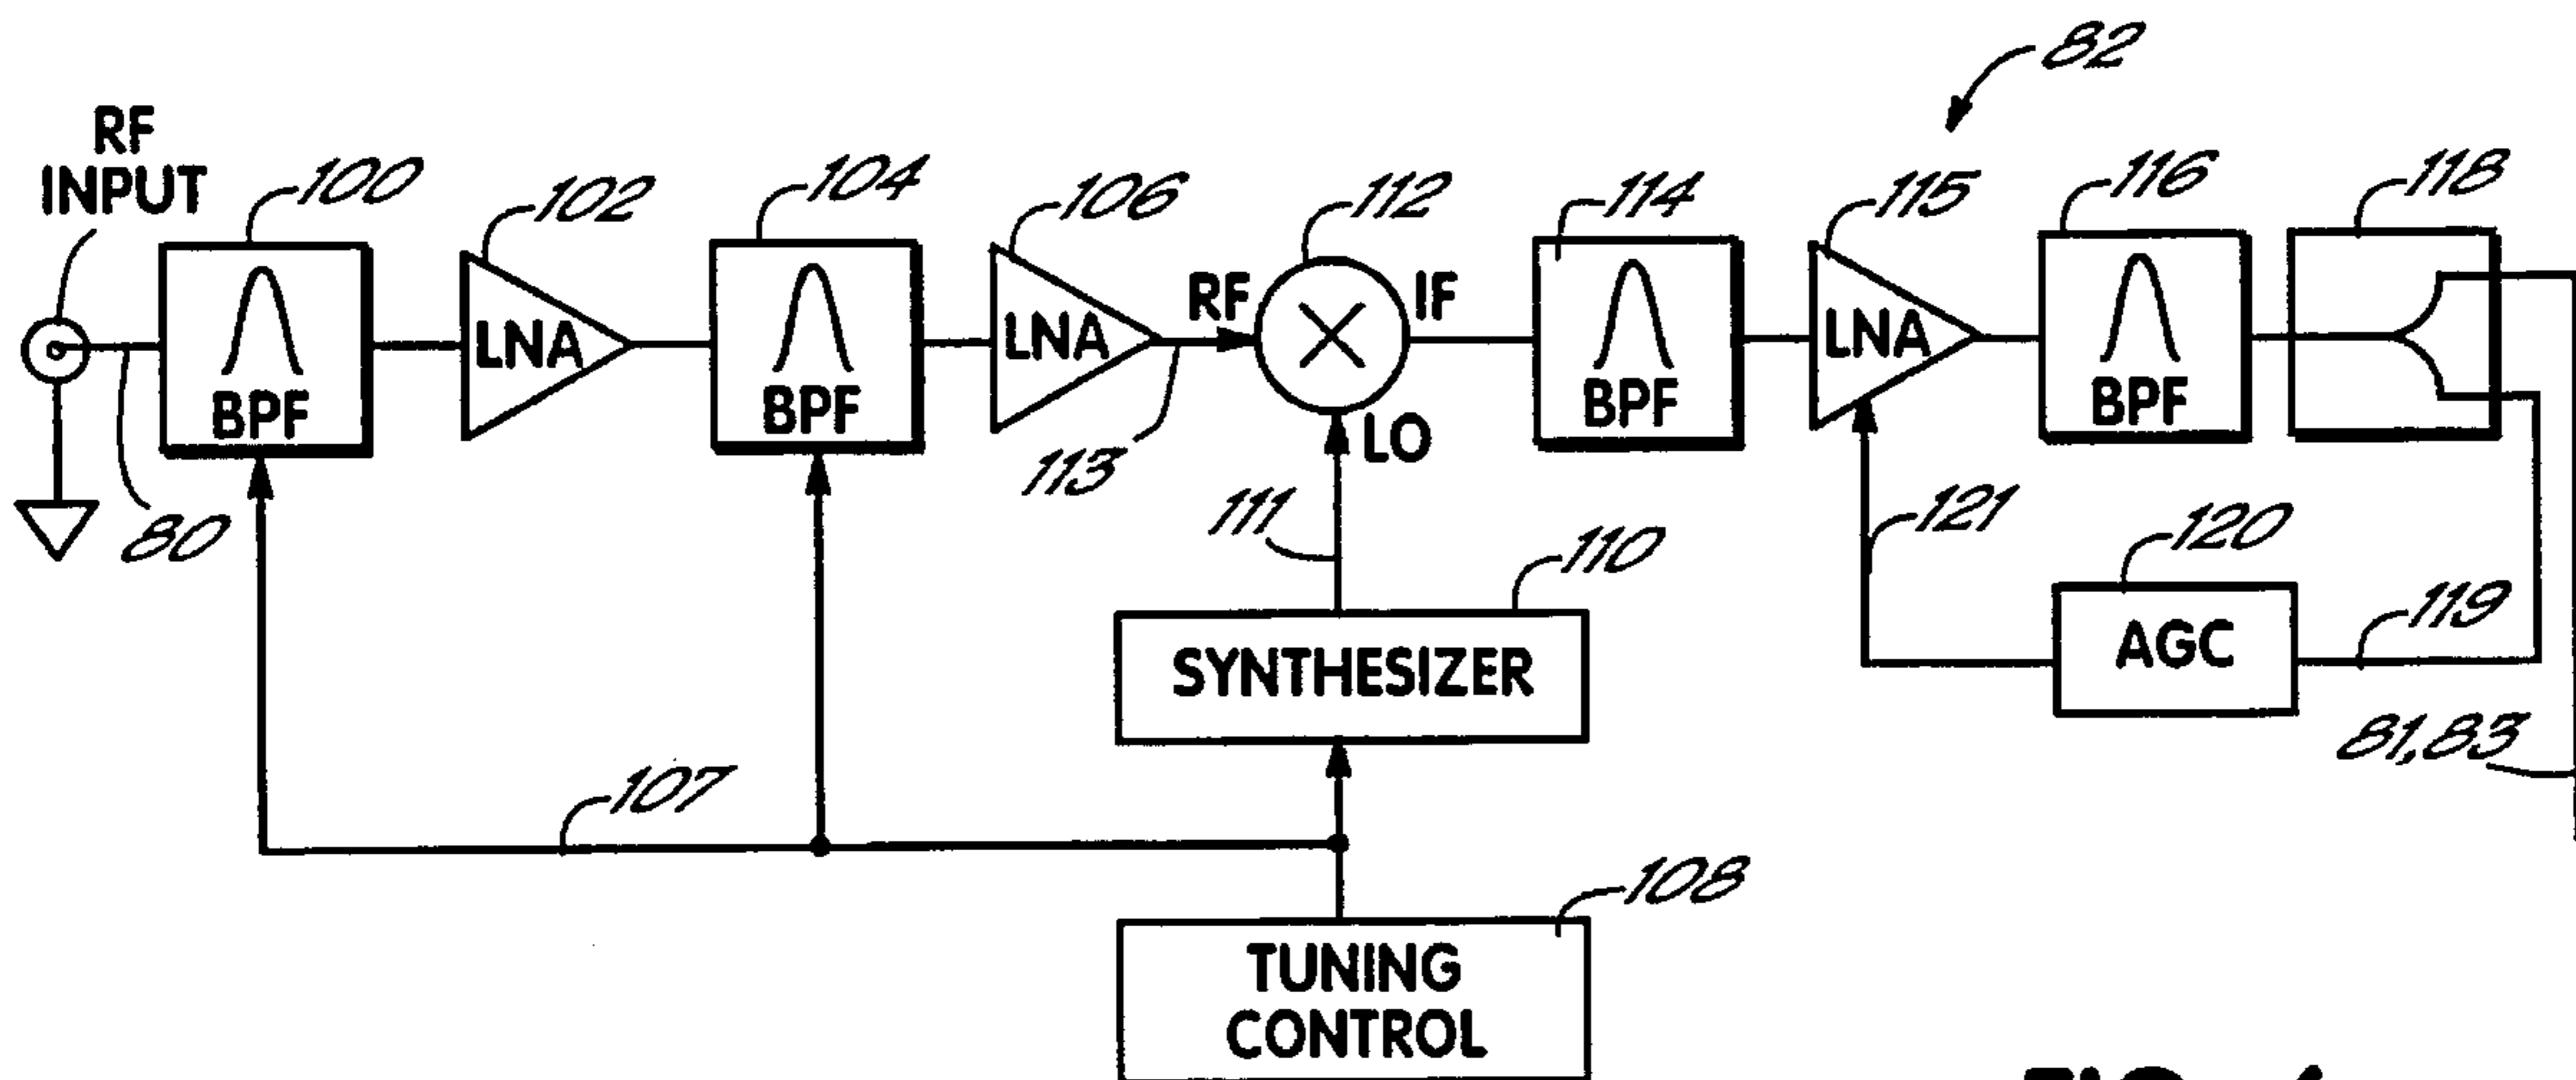 82
RF
INPUT
100
102
104
106
112
114
115
116
118
BPF
LNA
BPF
LNA
RF
IF
LO
BPF
LNA
BPF
80
113
111
110
121
120
119
SYNTHESIZER
AGC
81,83
107
108
TUNING
CONTROL